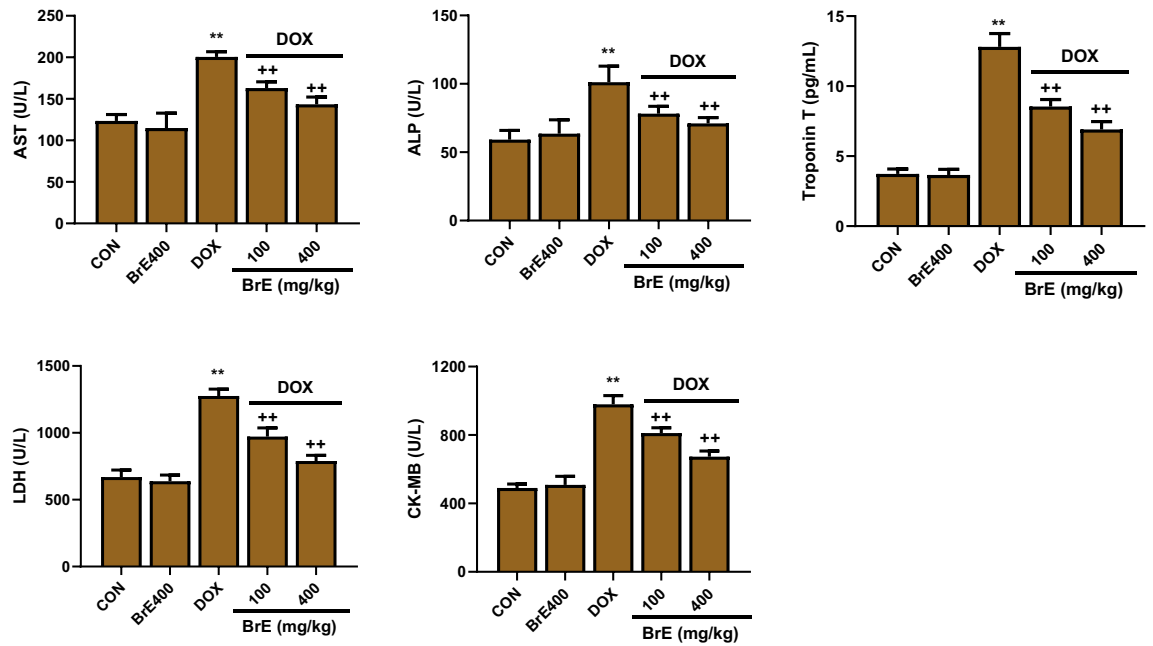 AST (U/L)
250
200
150
100
50
0
**
DOX
++
++
CON
BrE400
DOX
100
400
BrE (mg/kg)
ALP (U/L)
150
100
50
0
**
DOX
++
++
CON
BrE400
DOX
100
400
BrE (mg/kg)
Troponin T (pg/mL)
15
10
5
0
**
DOX
++
++
CON
BrE400
DOX
100
400
BrE (mg/kg)
LDH (U/L)
1500
1000
500
0
**
DOX
++
++
CON
BrE400
DOX
100
400
BrE (mg/kg)
CK-MB (U/L)
1200
800
400
0
**
DOX
++
++
CON
BrE400
DOX
100
400
BrE (mg/kg)